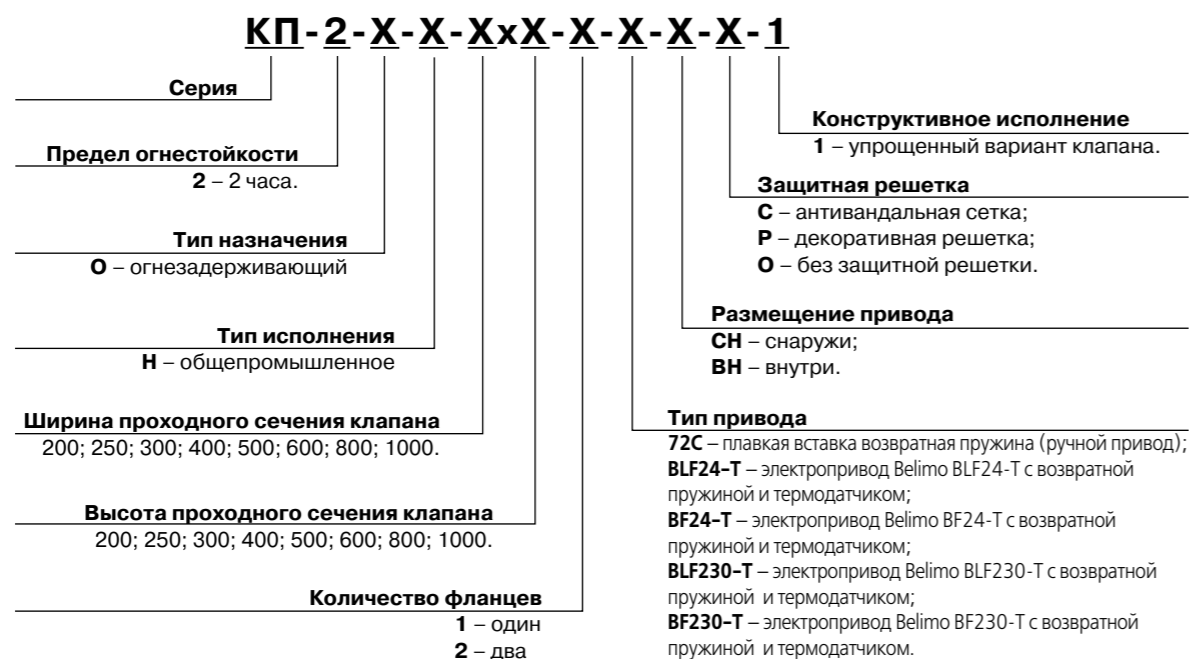 КП-2-Х-Х-ХхХ-Х-Х-Х-Х-1
Серия
Предел огнестойкости
2 – 2 часа.
Тип назначения
О – огнезадерживающий
Тип исполнения
Н – общепромышленное
Ширина проходного сечения клапана
200; 250; 300; 400; 500; 600; 800; 1000.
Высота проходного сечения клапана
200; 250; 300; 400; 500; 600; 800; 1000.
Количество фланцев
1 – один
2 – два
Конструктивное исполнение
1 – упрощенный вариант клапана.
Защитная решетка
С – антивандальная сетка;
Р – декоративная решетка;
О – без защитной решетки.
Размещение привода
СН – снаружи;
ВН – внутри.
Тип привода
72С – плавкая вставка возвратная пружина (ручной привод);
BLF24–T – электропривод Belimo BLF24-T с возвратной
пружиной и термодатчиком;
BF24–T – электропривод Belimo BF24-T с возвратной
пружиной и термодатчиком;
BLF230–T – электропривод Belimo BLF230-T с возвратной
пружиной и термодатчиком;
BF230–T – электропривод Belimo BF230-T с возвратной
пружиной и термодатчиком.